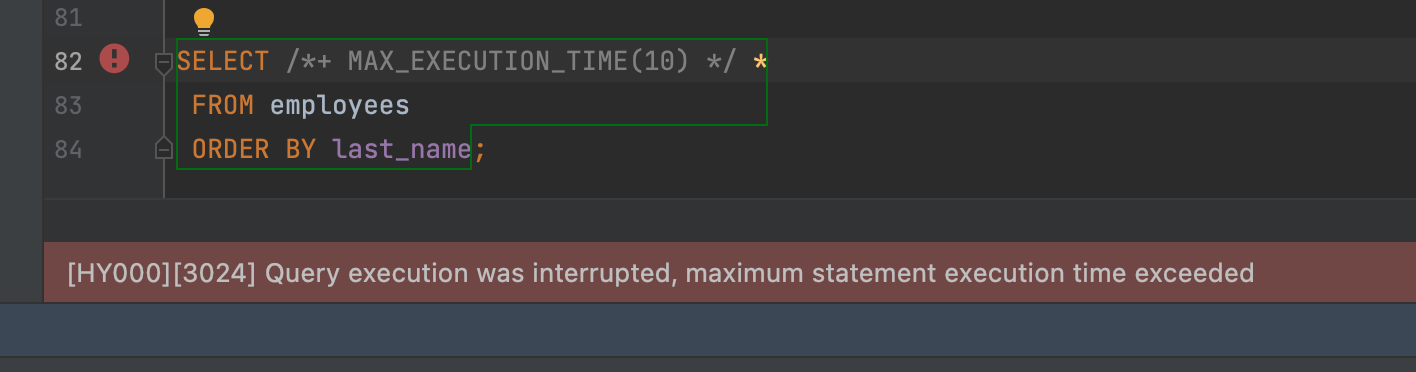 81
82 SELECT /*+ MAX_EXECUTION_TIME(10) */ *
83 FROM employees
84 ORDER BY last_name;
[HY000][3024] Query execution was interrupted, maximum statement execution time exceeded